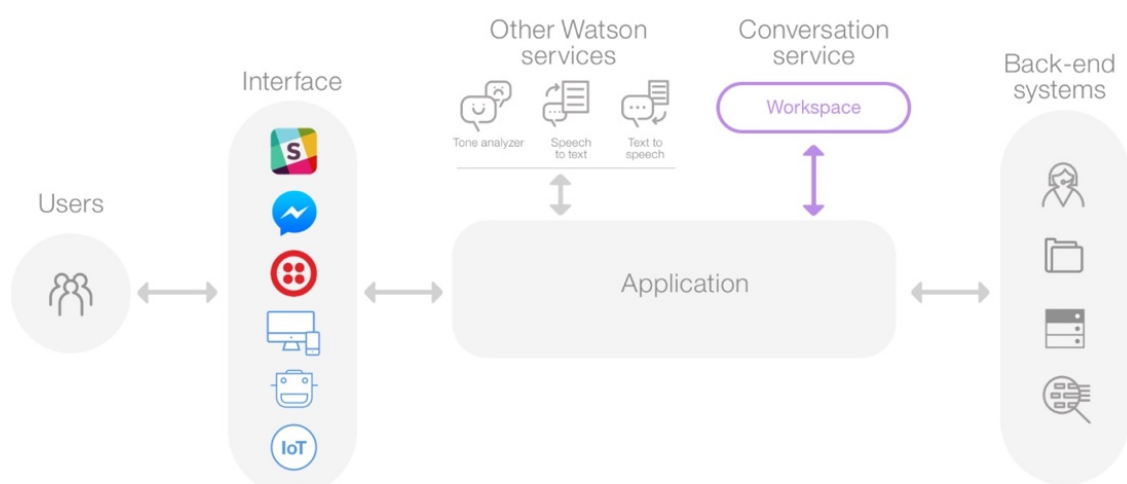 Other Watson
services
Conversation
service
Interface
Back-end
systems
Workspace
Tone analyzer
Speech
to text
Text to
speech
S
Users
Application
IoT